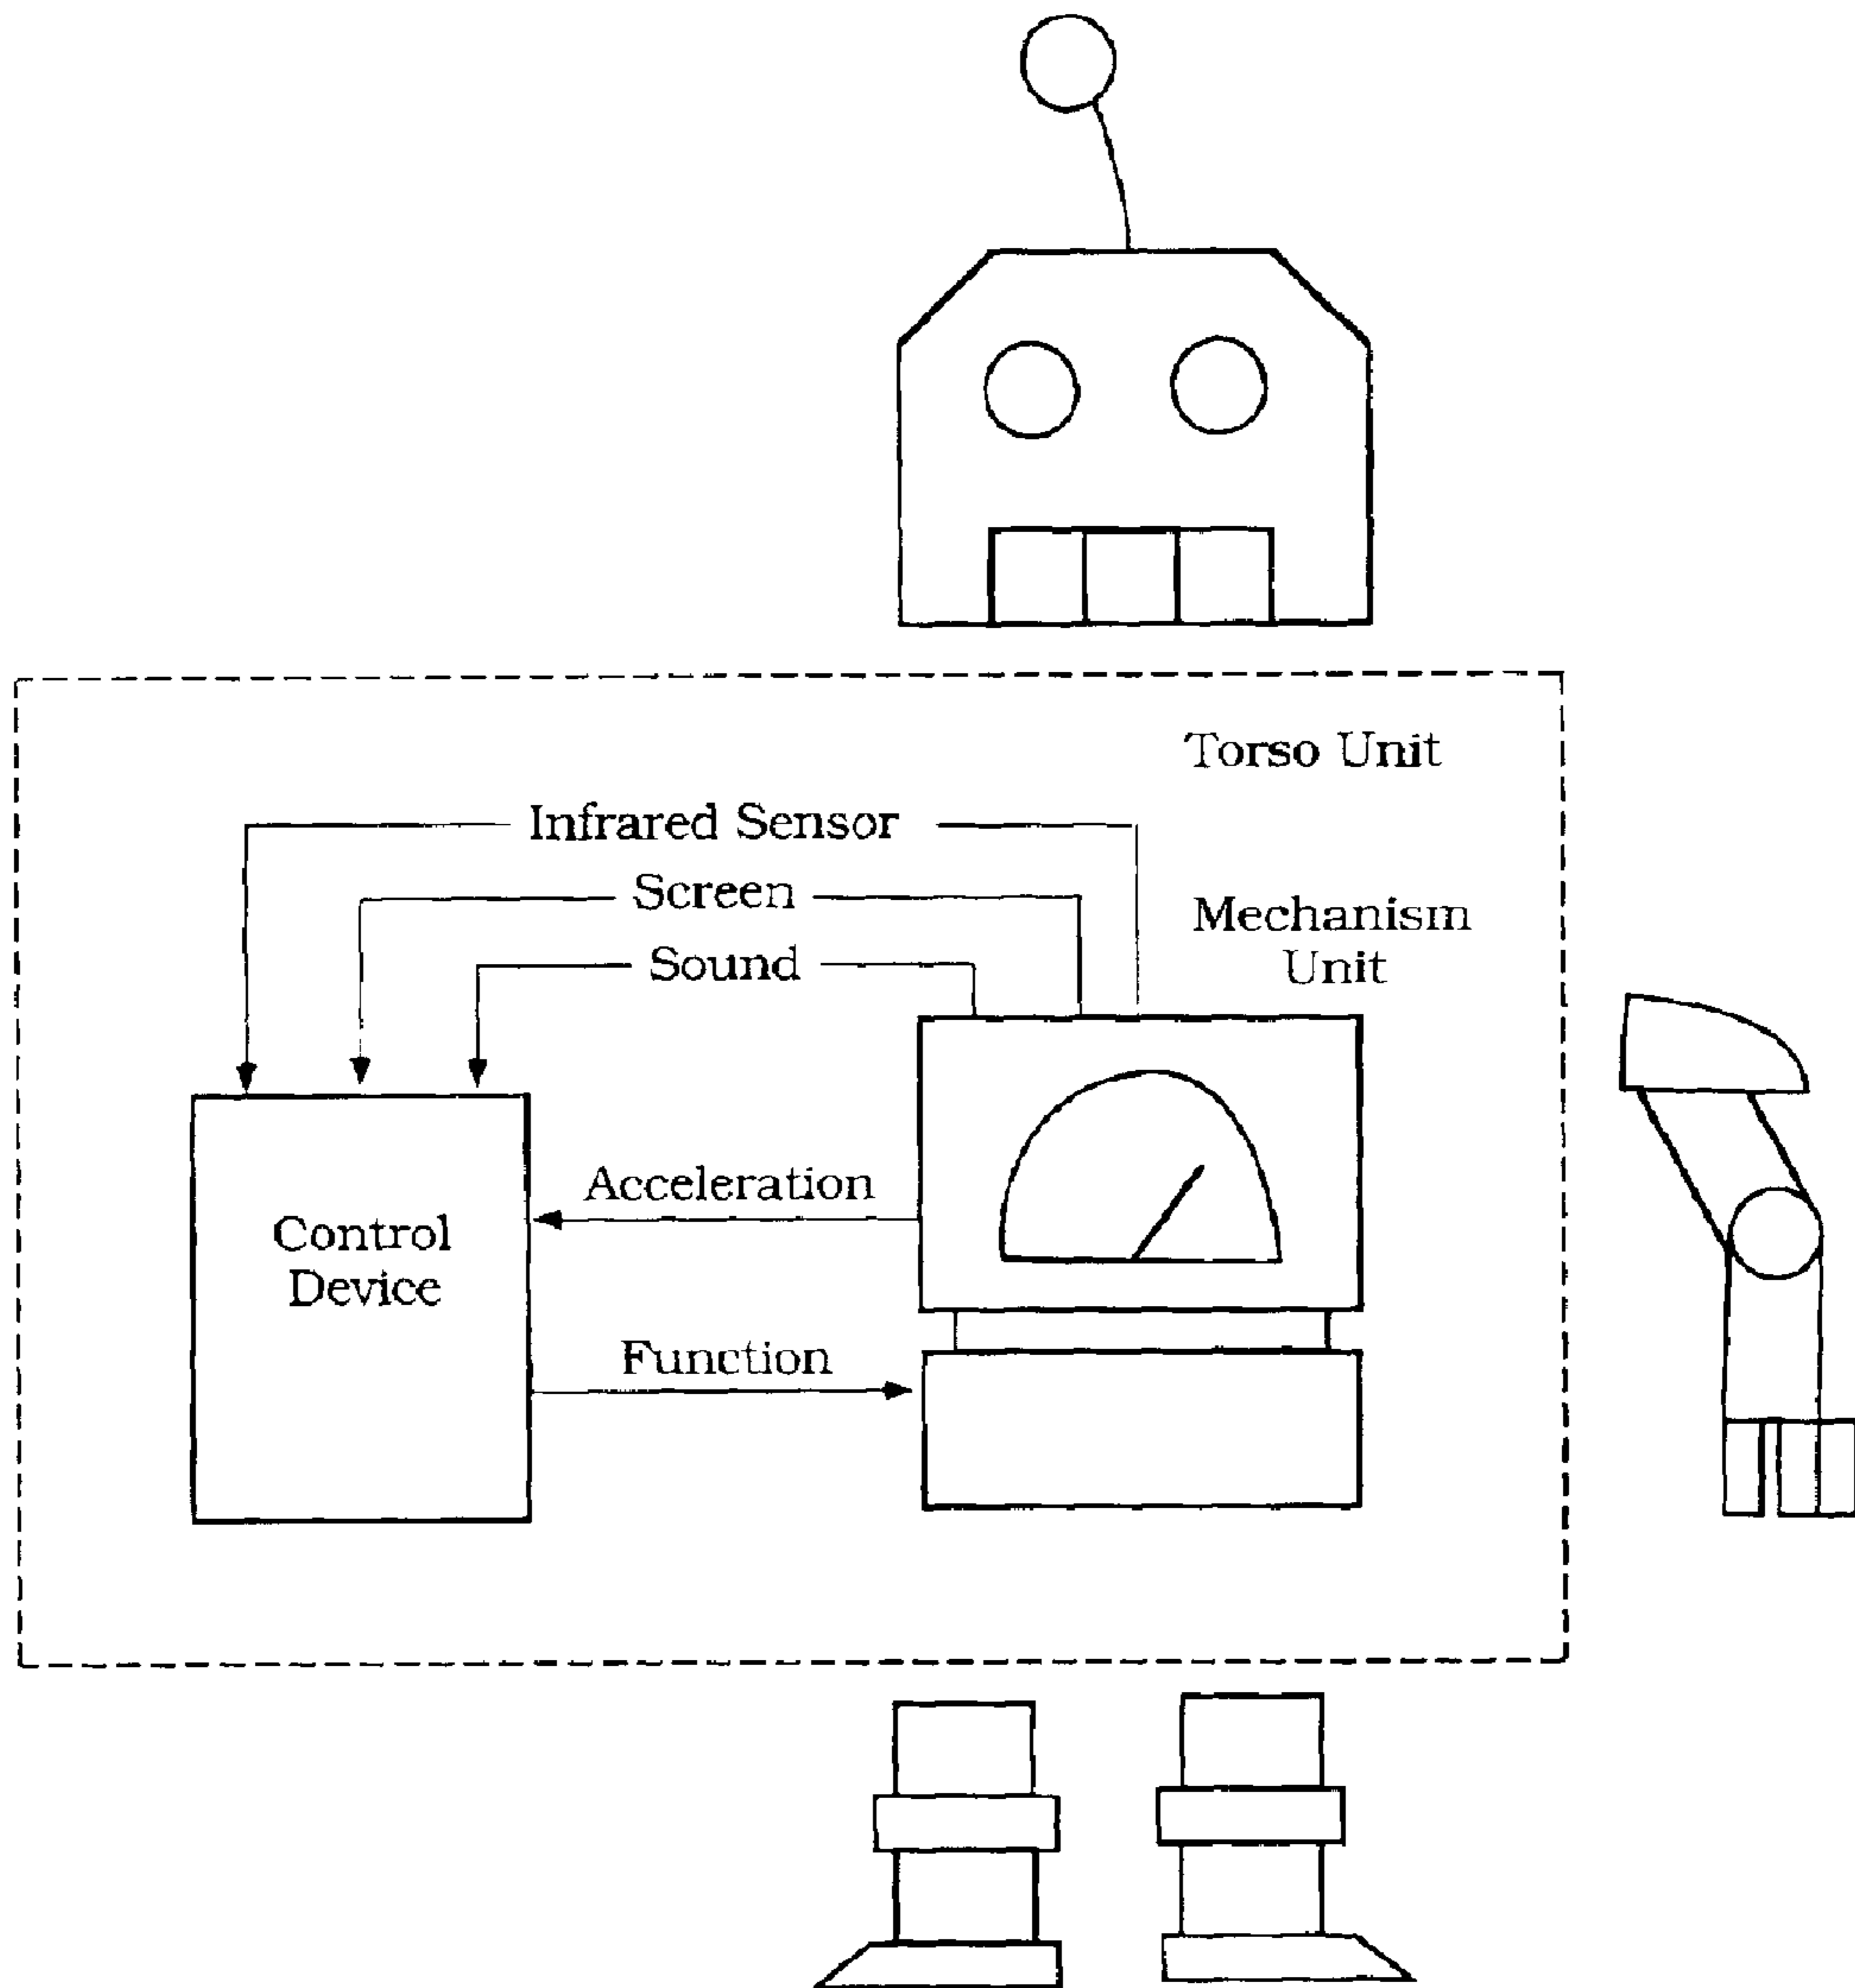 Torso Unit
Infrared Sensor
Screen
Mechanism
Unit
Sound
Acceleration
Control
Device
Function